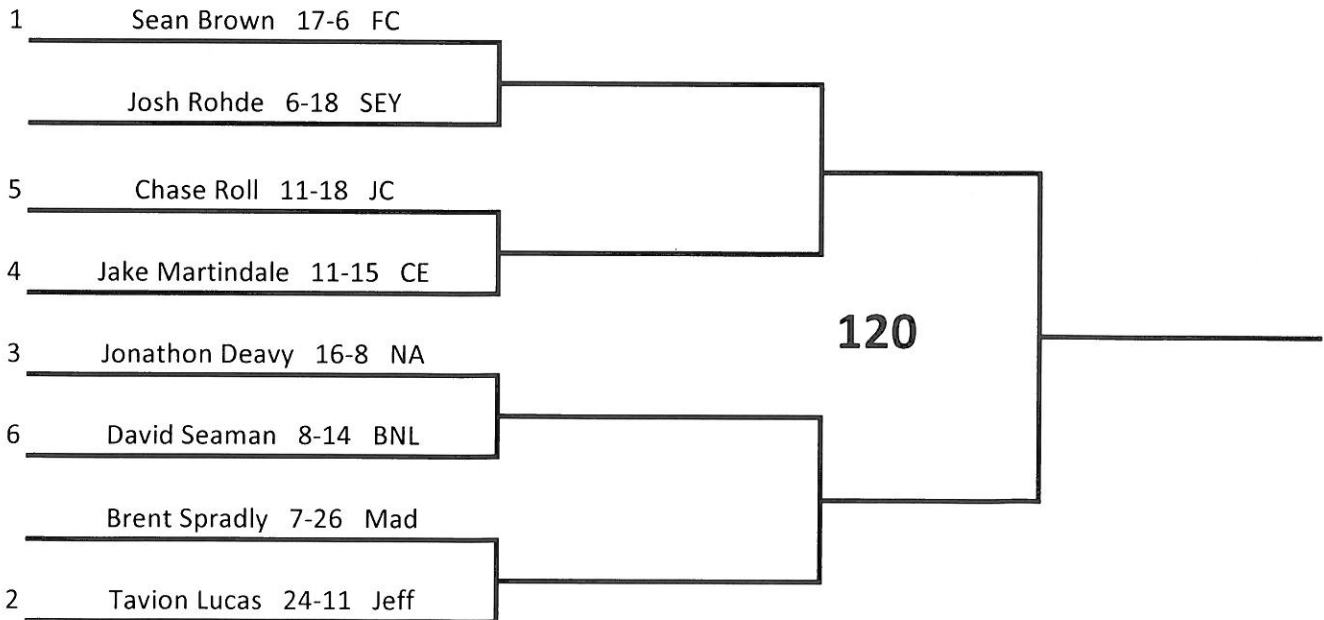 1 Sean Brown 17-6 FC
Josh Rohde 6-18 SEY
5 Chase Roll 11-18 JC
4 Jake Martindale 11-15 CE
120
3 Jonathon Deavy 16-8 NA
6 David Seaman 8-14 BNL
Brent Spradly 7-26 Mad
2 Tavion Lucas 24-11 Jeff